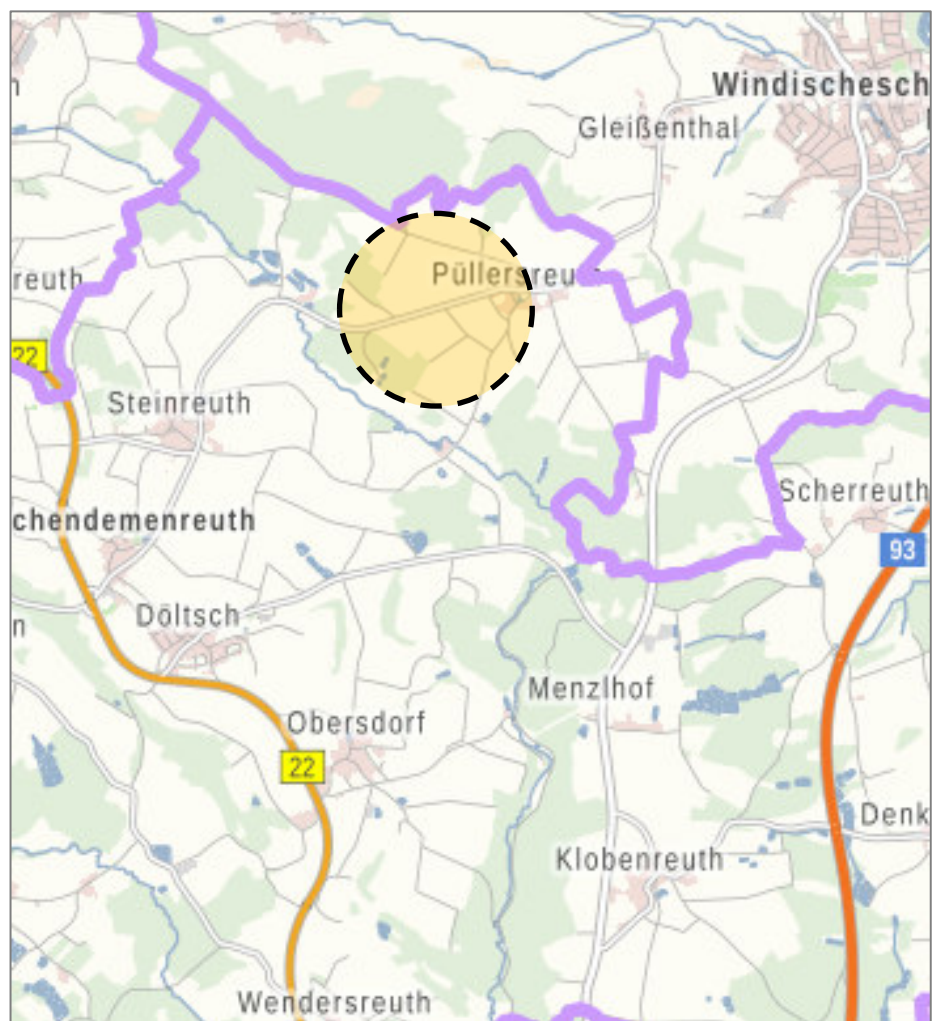 Windischesch
Gleißenthal
Püllersreu
reuth
22
Steinreuth
Scherreuth
chendemenreuth
93
Döltsch
n
Menzlhof
Obersdorf
22
Denk
Klobenreuth
Wendersreuth